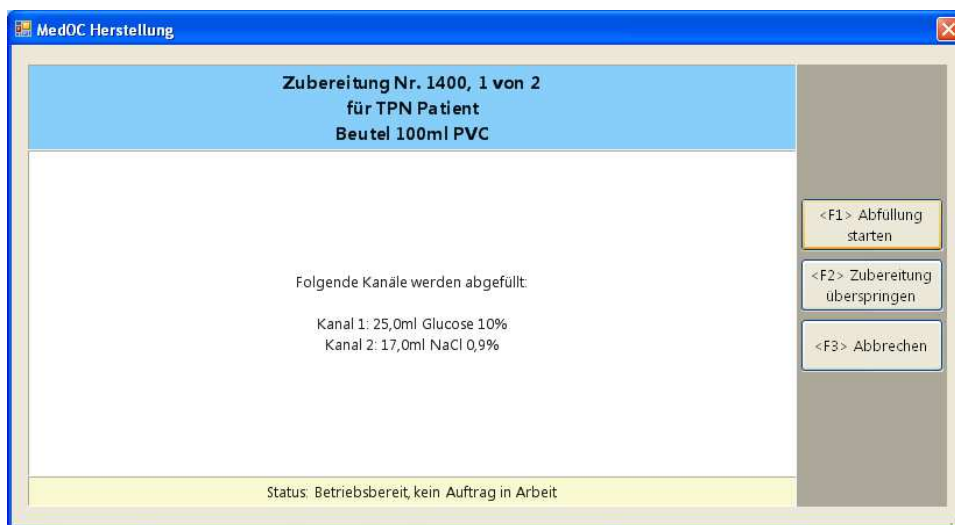 MedOC Herstellung
Zubereitung Nr. 1400, 1 von 2
für TPN Patient
Beutel 100ml PVC
Folgende Kanäle werden abgefüllt:
Kanal 1: 25,0ml Glucose 10%
Kanal 2: 17,0ml NaCl 0,9%
<F1> Abfüllung
starten
<F2> Zubereitung
überspringen
<F3> Abbrechen
Status: Betriebsbereit, kein Auftrag in Arbeit